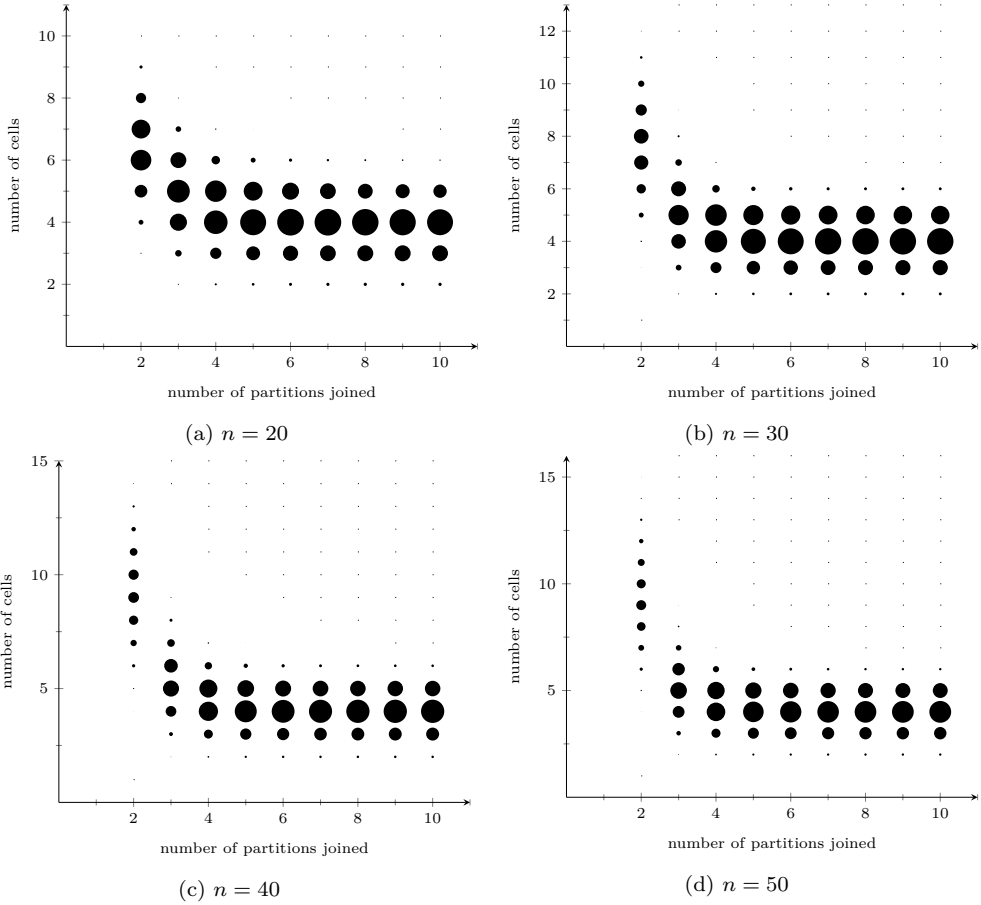 10
8
6
4
2
number of cells
2 4 6 8 10
number of partitions joined
(a) n = 20
12
10
8
6
4
2
number of cells
2 4 6 8 10
number of partitions joined
(b) n = 30
15
10
5
number of cells
2 4 6 8 10
number of partitions joined
(c) n = 40
15
10
5
number of cells
2 4 6 8 10
number of partitions joined
(d) n = 50